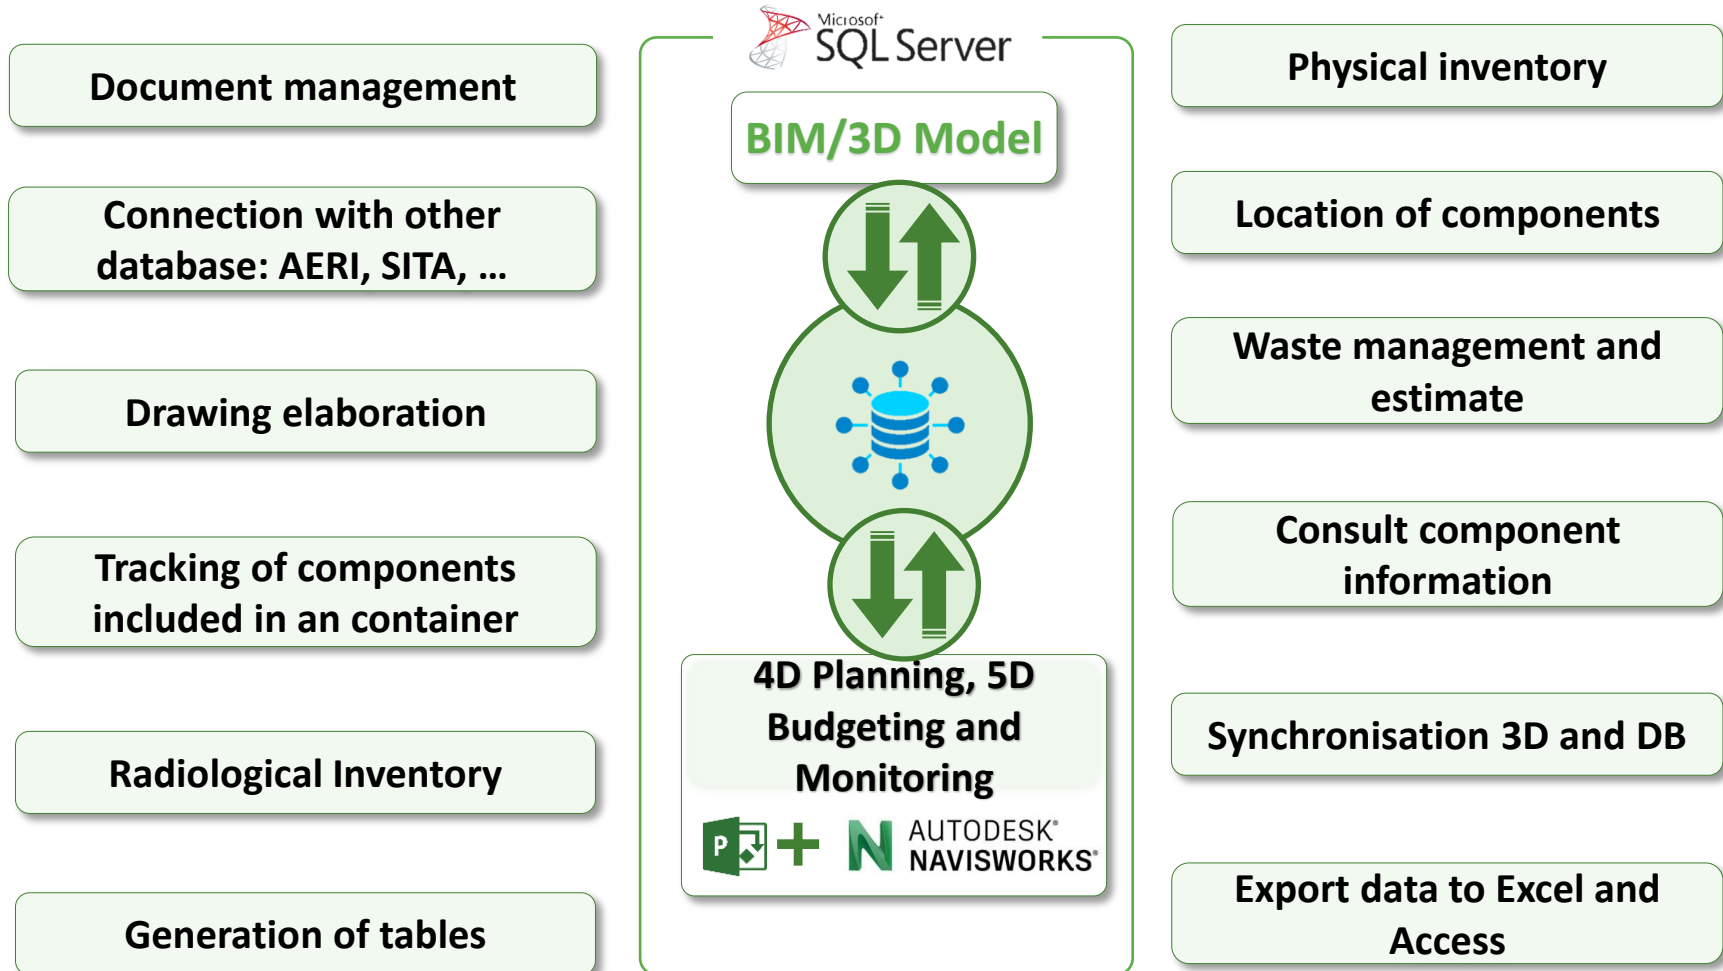 Document management
Connection with other
database: AERI, SITA, ...
Drawing elaboration
Tracking of components
included in an container
Radiological Inventory
Generation of tables
Microsoft
SQL Server
BIM/3D Model
4D Planning, 5D
Budgeting and
Monitoring
P
N
AUTODESK®
NAVISWORKS®
Physical inventory
Location of components
Waste management and
estimate
Consult component
information
Synchronisation 3D and DB
Export data to Excel and
Access